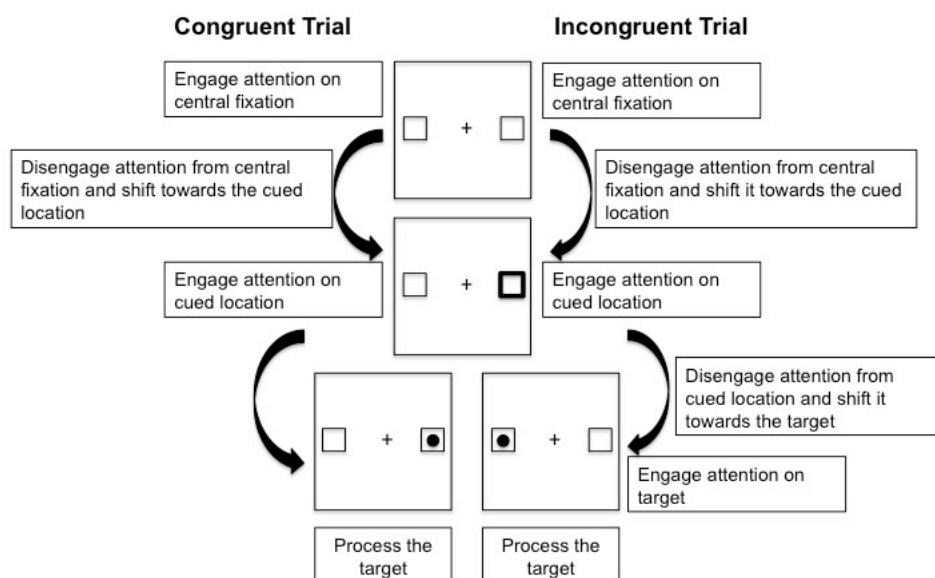 Congruent Trial
Incongruent Trial
Engage attention on
central fixation
Engage attention on
central fixation
+
Disengage attention from central
fixation and shift towards the cued
location
Disengage attention from central
fixation and shift it towards the cued
location
Engage attention on
cued location
+
Engage attention on
cued location
Disengage attention from
cued location and shift it
towards the target
+
+
Engage attention on
target
Process the
target
Process the
target